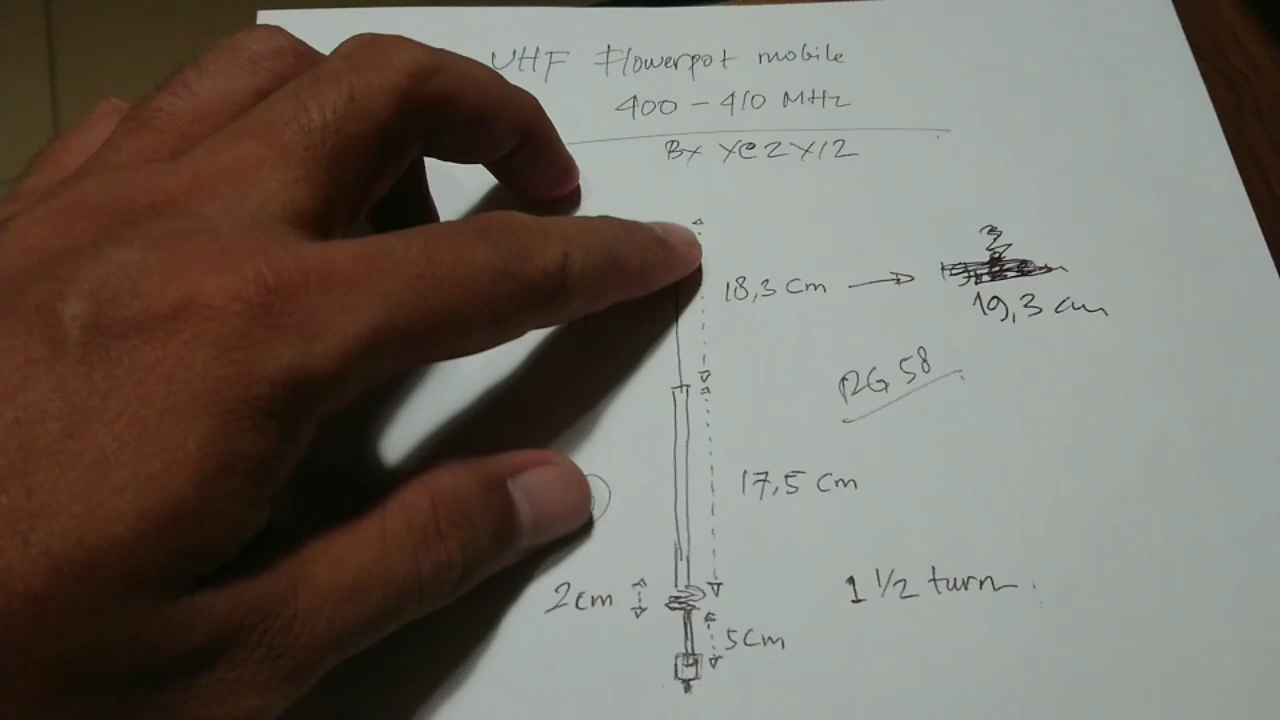 UHF Flowerpot mobile
400 - 410 MHz
By YC2YIZ
18,3 cm → 19,3 cm
RG 58
17,5 cm
1 1/2 turn
2cm
5cm